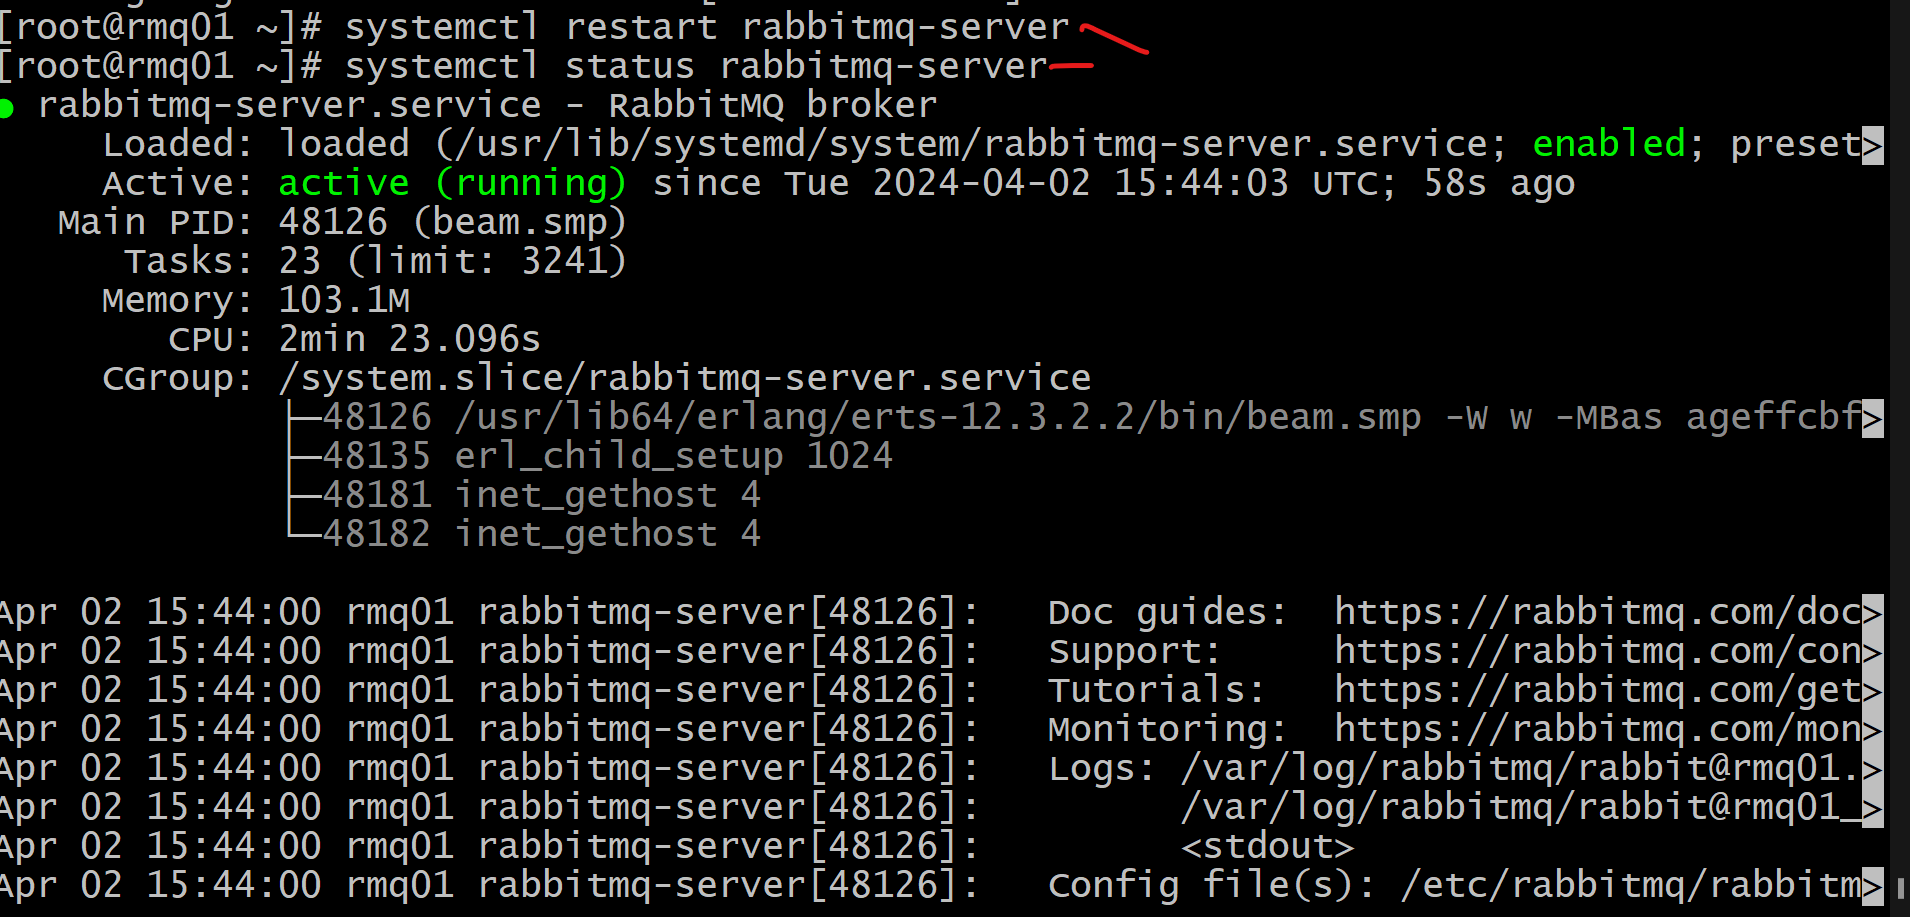 [root@rmq01 ~]# systemctl restart rabbitmq-server
[root@rmq01 ~]# systemctl status rabbitmq-server
● rabbitmq-server.service - RabbitMQ broker
Loaded: loaded (/usr/lib/systemd/system/rabbitmq-server.service; enabled; preset>
Active: active (running) since Tue 2024-04-02 15:44:03 UTC; 58s ago
Main PID: 48126 (beam.smp)
Tasks: 23 (limit: 3241)
Memory: 103.1M
CPU: 2min 23.096s
CGroup: /system.slice/rabbitmq-server.service
├─48126 /usr/lib64/erlang/erts-12.3.2.2/bin/beam.smp -W w -MBas ageffcbf>
├─48135 erl_child_setup 1024
├─48181 inet_gethost 4
└─48182 inet_gethost 4
Apr 02 15:44:00 rmq01 rabbitmq-server[48126]: Doc guides: https://rabbitmq.com/doc>
Apr 02 15:44:00 rmq01 rabbitmq-server[48126]: Support: https://rabbitmq.com/con>
Apr 02 15:44:00 rmq01 rabbitmq-server[48126]: Tutorials: https://rabbitmq.com/get>
Apr 02 15:44:00 rmq01 rabbitmq-server[48126]: Monitoring: https://rabbitmq.com/mon>
Apr 02 15:44:00 rmq01 rabbitmq-server[48126]: Logs: /var/log/rabbitmq/rabbit@rmq01.>
Apr 02 15:44:00 rmq01 rabbitmq-server[48126]: /var/log/rabbitmq/rabbit@rmq01_>
Apr 02 15:44:00 rmq01 rabbitmq-server[48126]: <stdout>
Apr 02 15:44:00 rmq01 rabbitmq-server[48126]: Config file(s): /etc/rabbitmq/rabbitm>